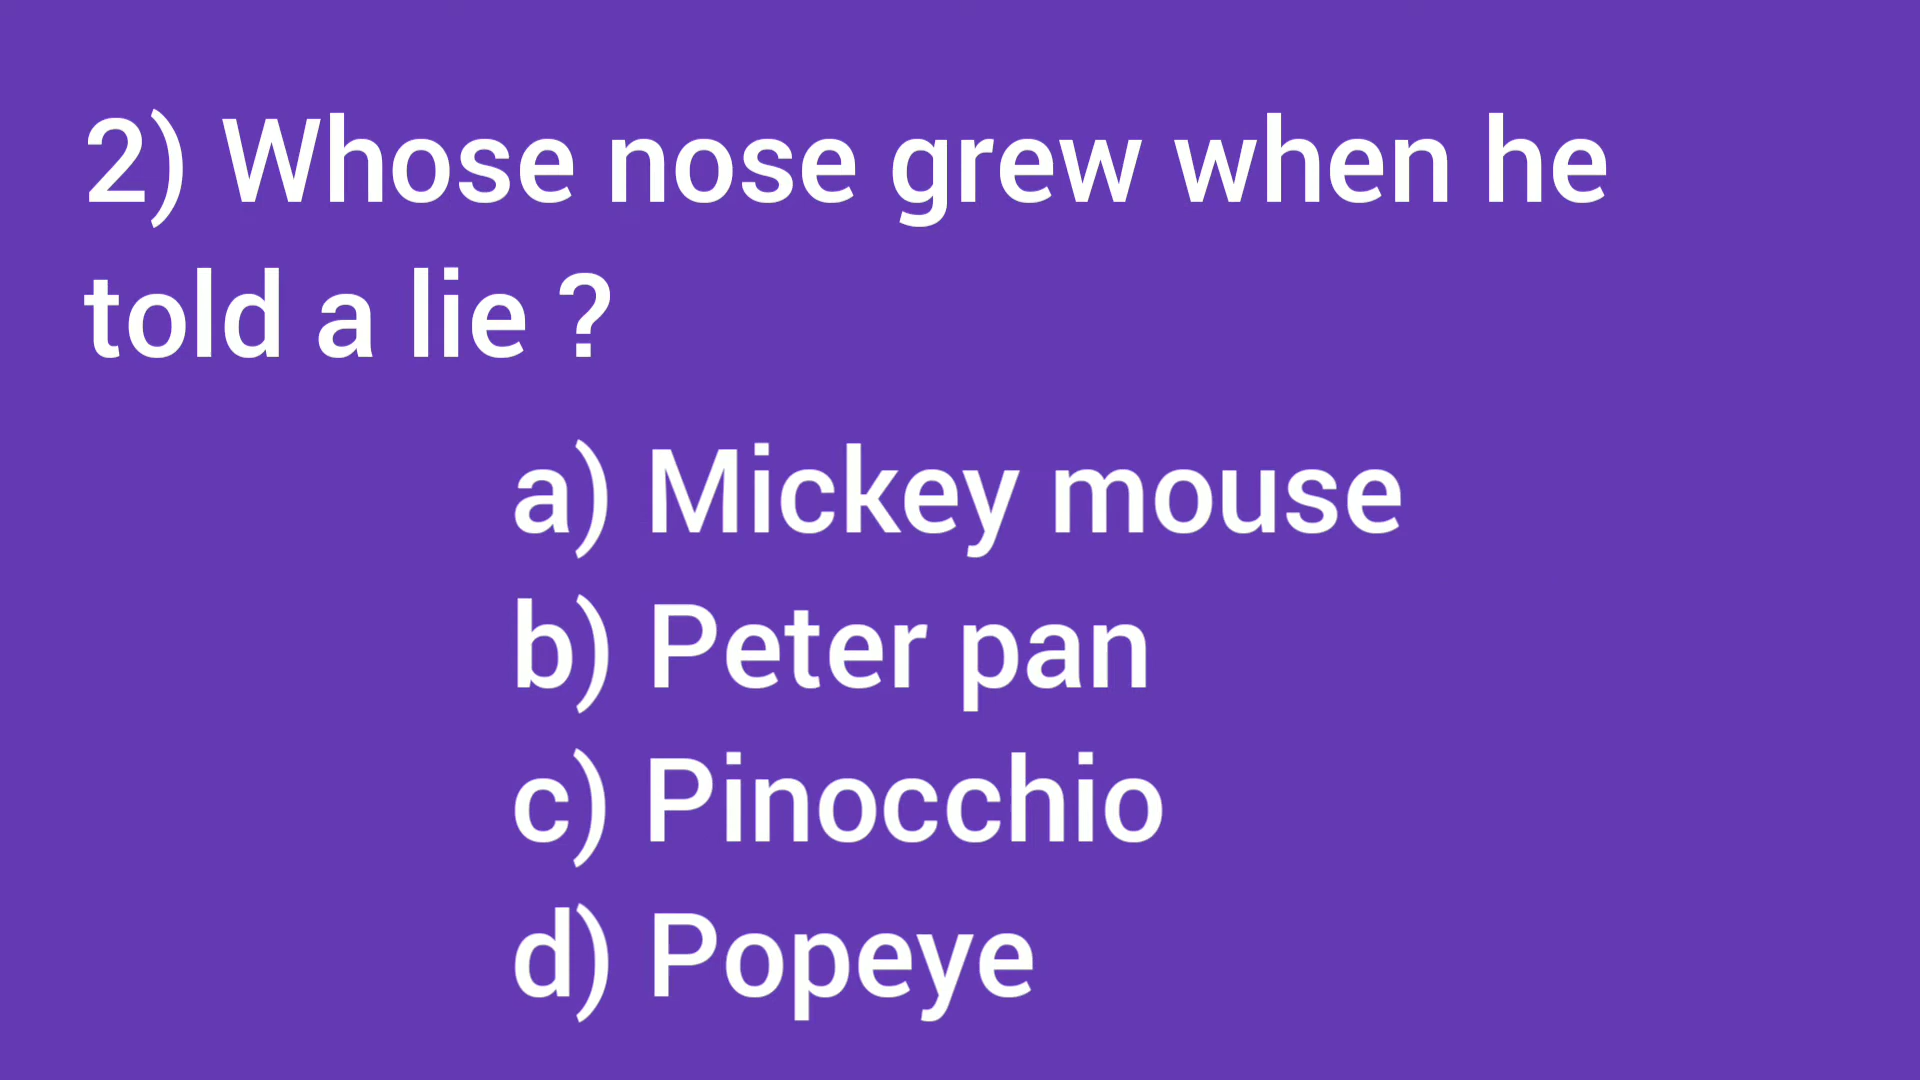 2) Whose nose grew when he
told a lie ?
a) Mickey mouse
b) Peter pan
c) Pinocchio
d) Popeye